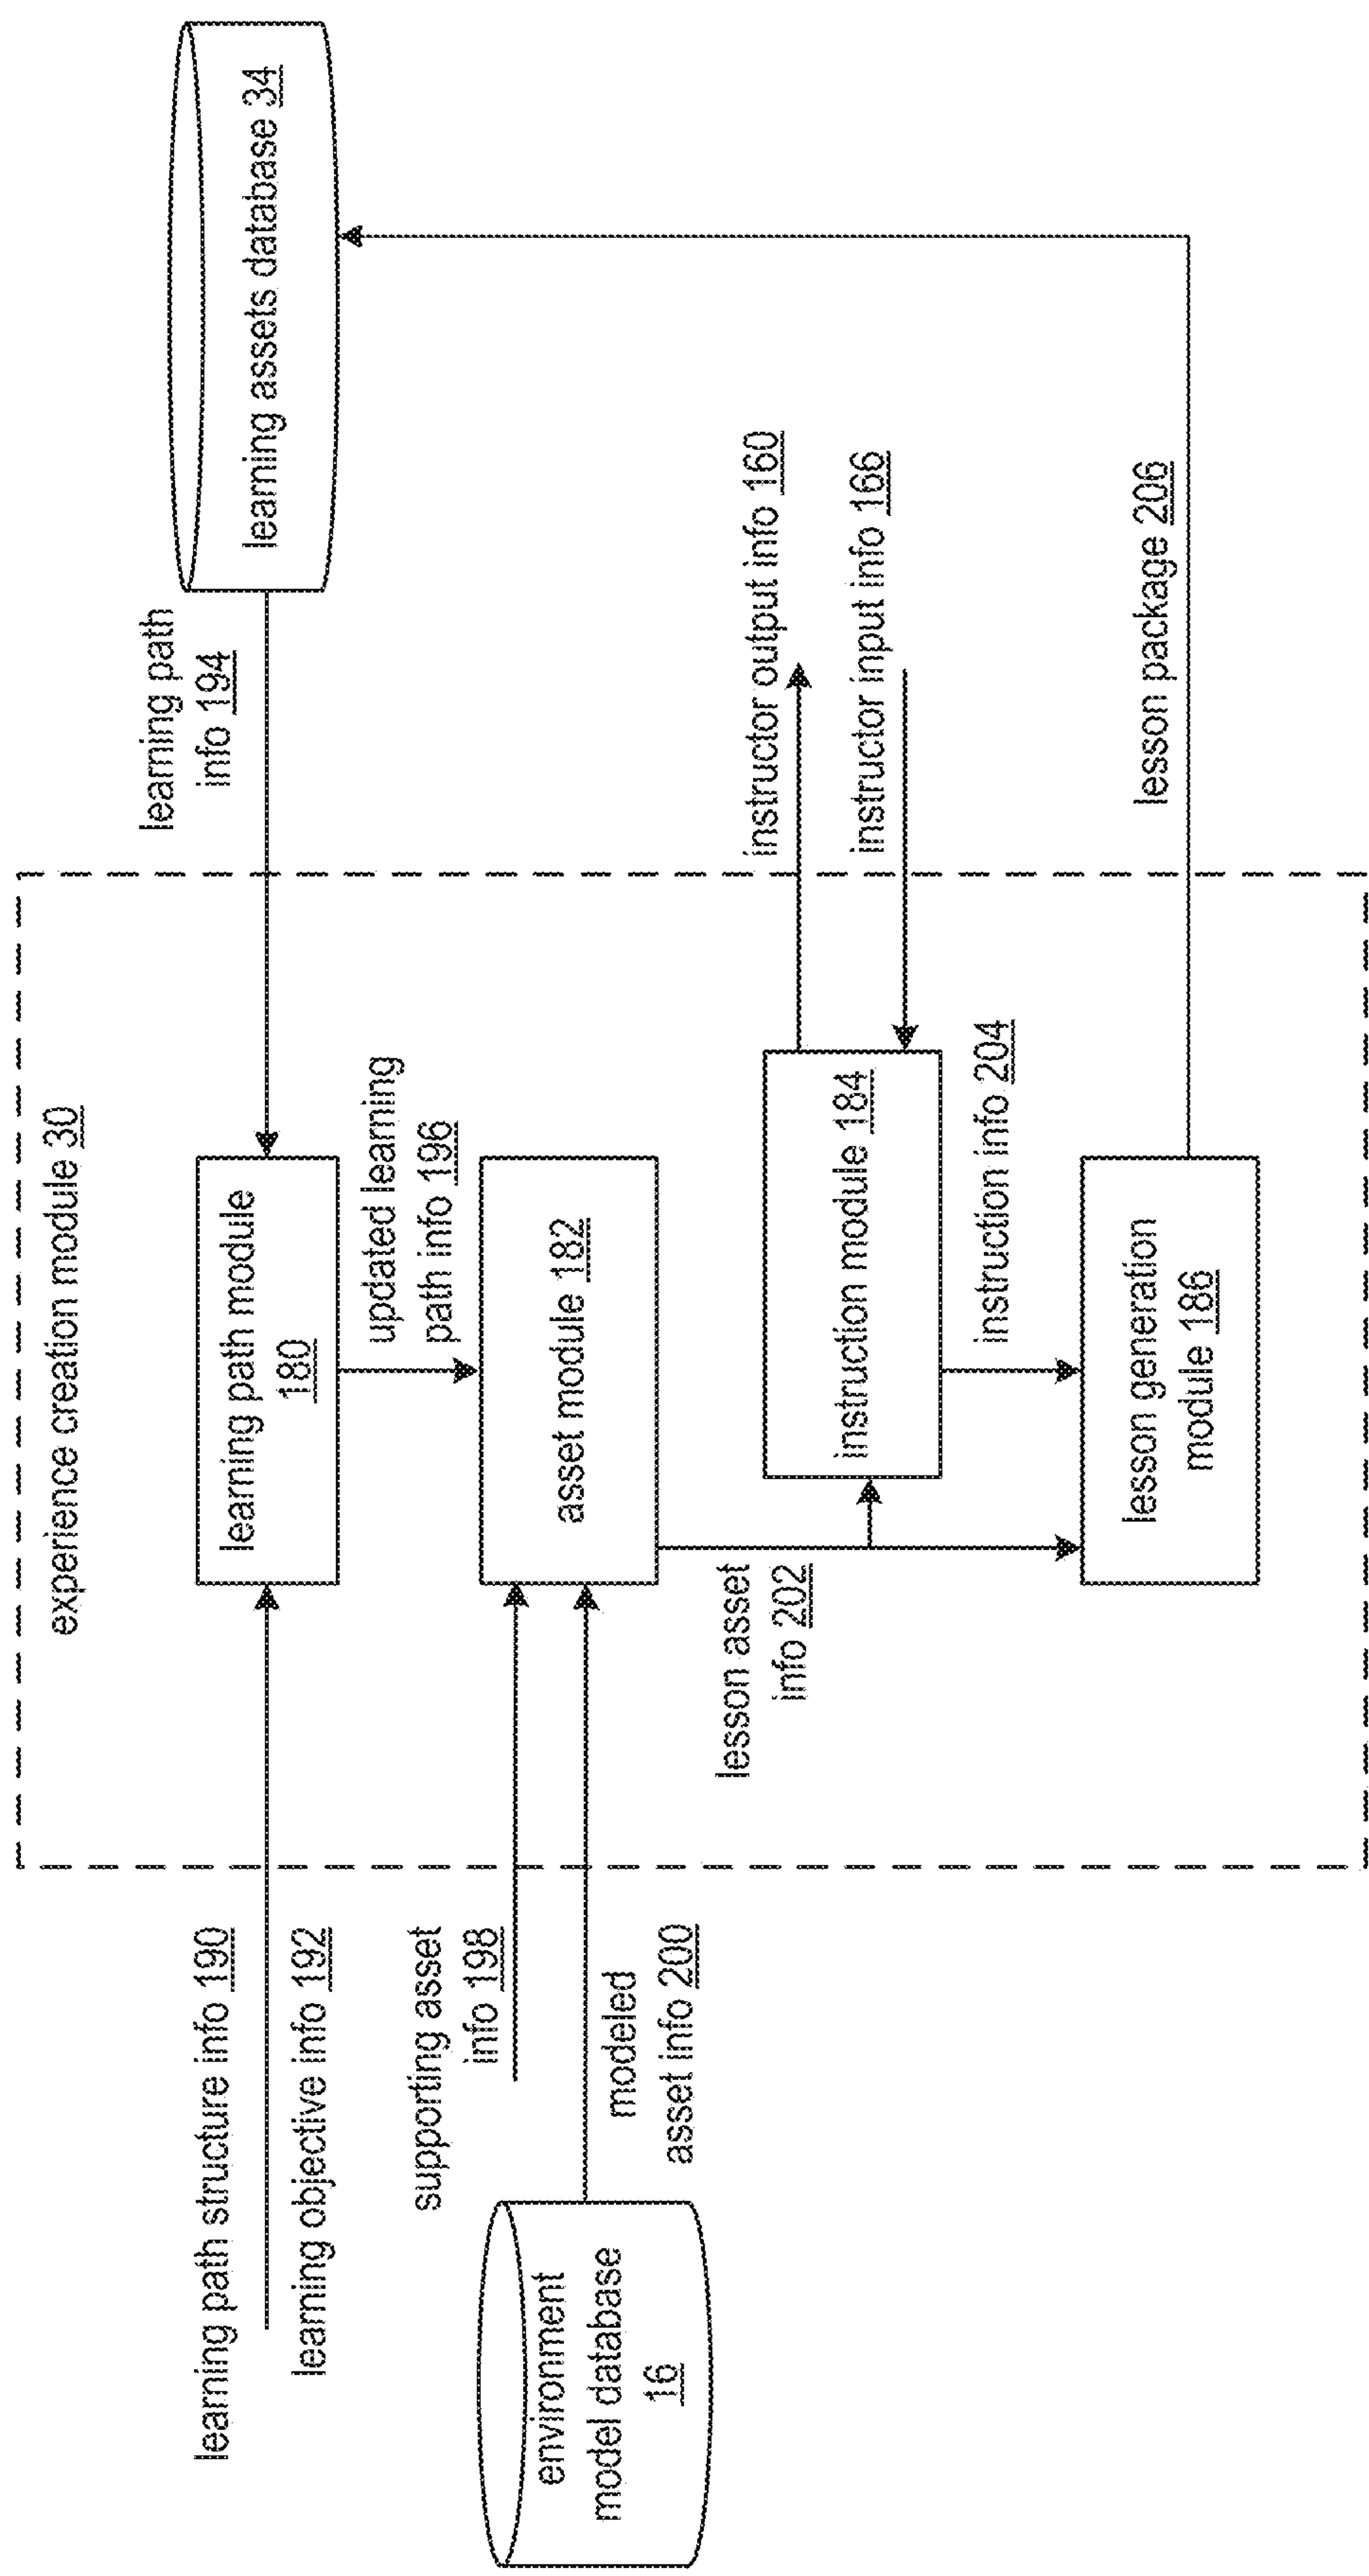 experience creation module 30
learning path structure info 190
learning objective info 192
learning path module
180
learning path
info 194
learning assets database 34
updated learning
path info 196
supporting asset
info 198
environment
model database
16
modeled
asset info 200
asset module 182
lesson asset
info 202
instruction module 184
instructor output info 160
instructor input info 166
instruction info 204
lesson generation
module 186
lesson package 206